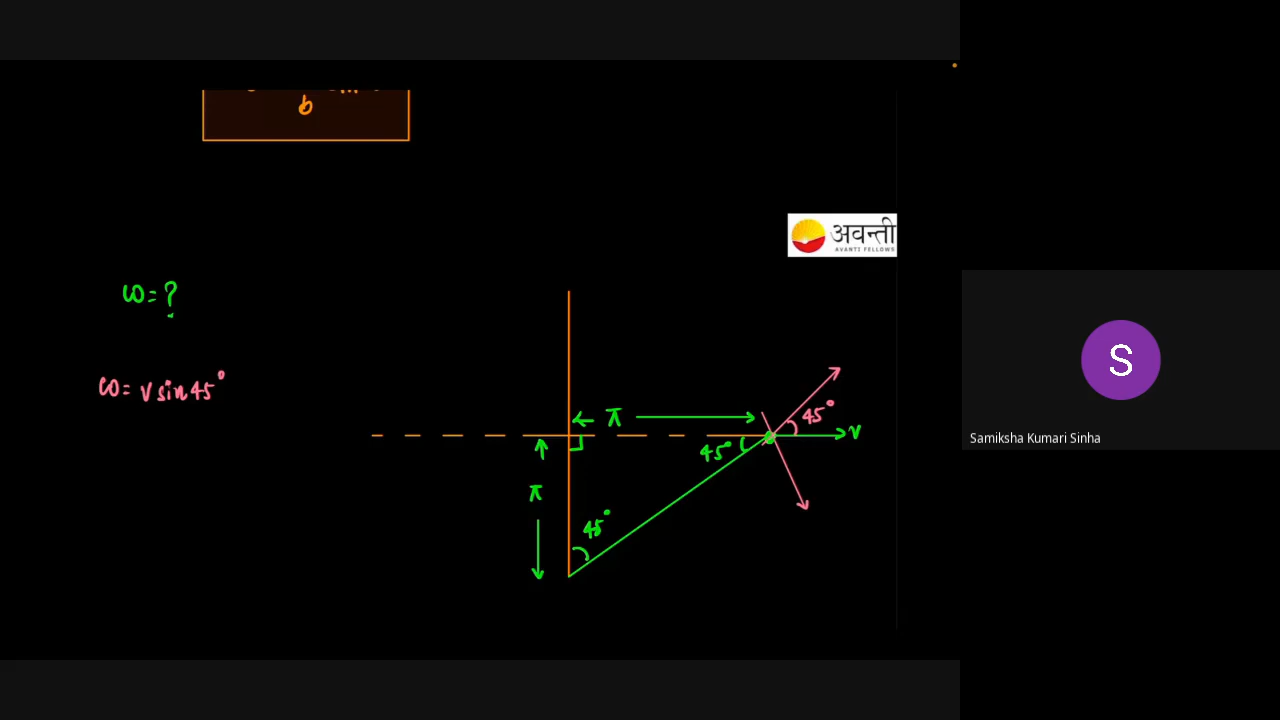 b
अवन्ती
AVANTI FELLOWS
ω = ?
ω = v sin 45°
← π →
45°
v
45°
π
45°
S
Samiksha Kumari Sinha